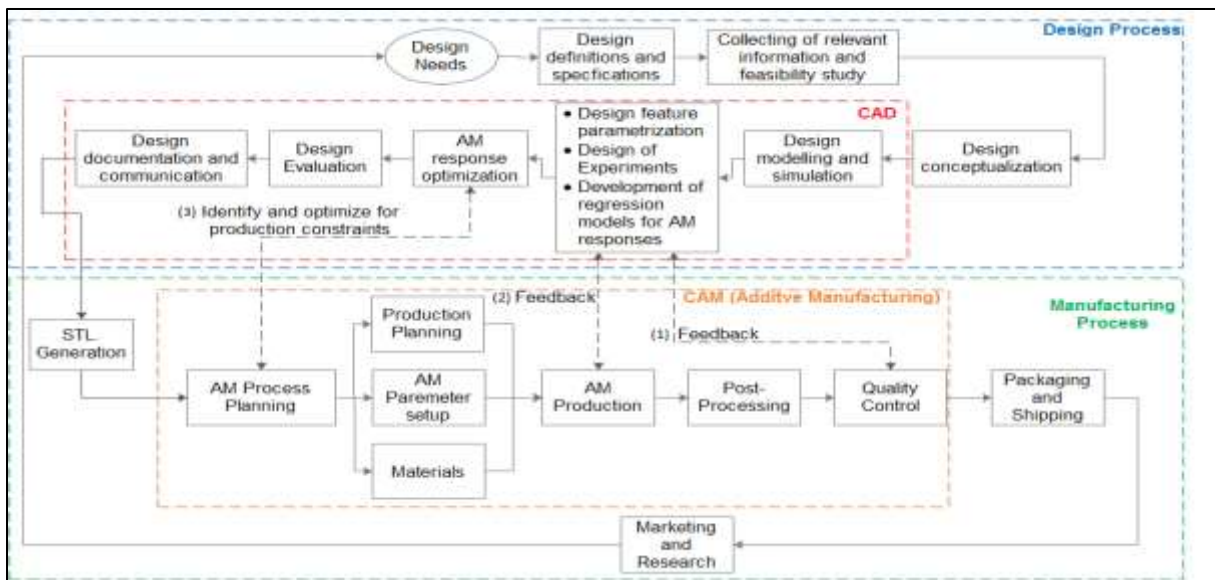 Design Process
Design
Needs
Design
definitions and
specfications
Collecting of relevant
information and
feasibility study
CAD
Design
documentation and
communication
Design
Evaluation
AM
response
optimization
• Design feature
parametrization
• Design of
Experiments
• Development of
regression
models for AM
responses
Design
modelling and
simulation
Design
conceptualization
(3) Identify and optimize for
production constraints
CAM (Additve Manufacturing)
Manufacturing
Process
(2) Feedback
(1) Feedback
STL
Generation
AM Process
Planning
Production
Planning
AM
Paremeter
setup
Materials
AM
Production
Post-
Processing
Quality
Control
Packaging
and
Shipping
Marketing
and
Research